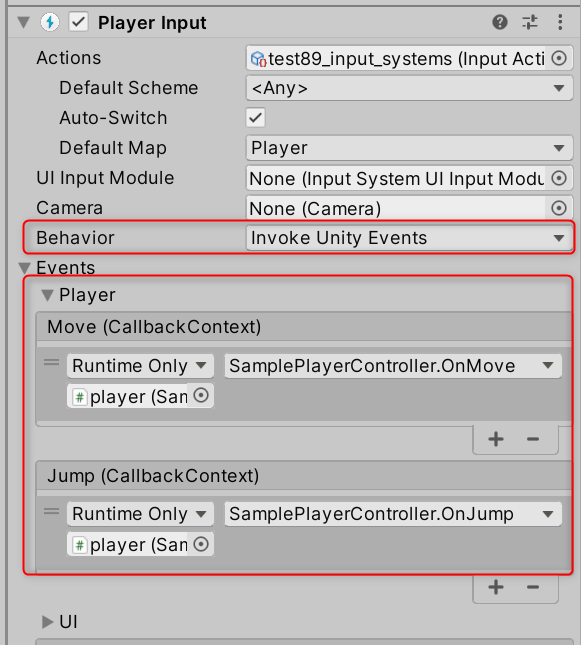 Player Input
Actions test89_input_systems (Input Acti
Default Scheme <Any>
Auto-Switch
Default Map Player
UI Input Module None (Input System UI Input Modu
Camera None (Camera)
Behavior Invoke Unity Events
Events
Player
Move (CallbackContext)
Runtime Only SamplePlayerController.OnMove
# player (San
+ −
Jump (CallbackContext)
Runtime Only SamplePlayerController.OnJump
# player (San
+ −
UI